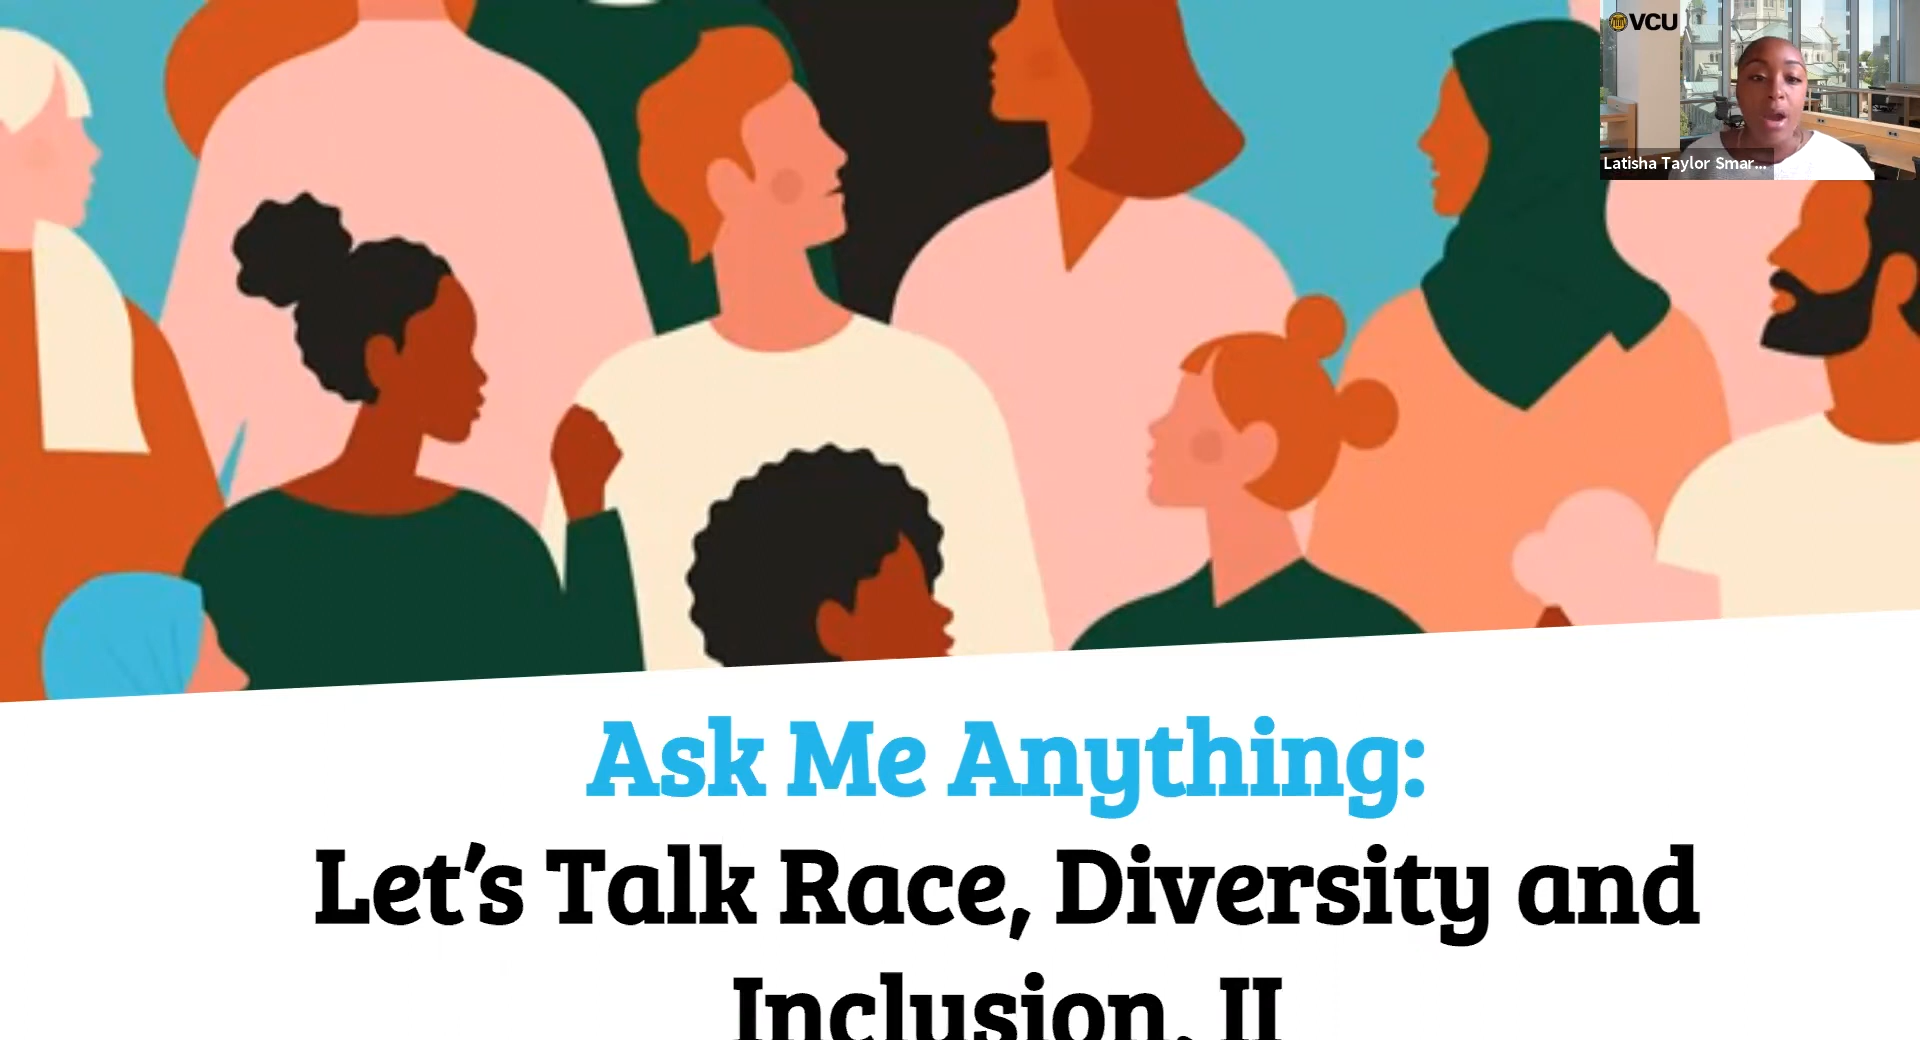 VCU
Latisha Taylor Smar...
Ask Me Anything:
Let’s Talk Race, Diversity and
Inclusion, II